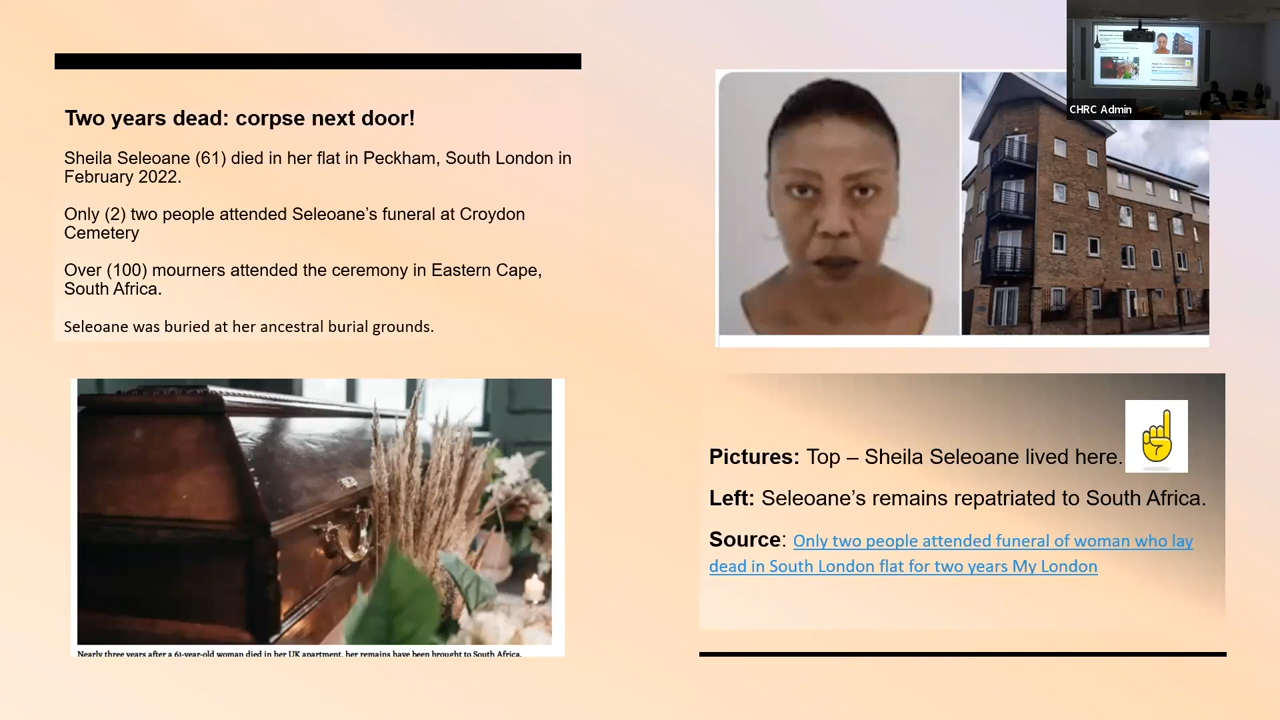 Two years dead: corpse next door!
Sheila Seleoane (61) died in her flat in Peckham, South London in
February 2022.
Only (2) two people attended Seleoane’s funeral at Croydon
Cemetery
Over (100) mourners attended the ceremony in Eastern Cape,
South Africa.
Seleoane was buried at her ancestral burial grounds.
Nearly three years after a 61-year-old woman died in her UK apartment, her remains have been brought to South Africa.
CHRC Admin
Pictures: Top – Sheila Seleoane lived here.
Left: Seleoane’s remains repatriated to South Africa.
Source: Only two people attended funeral of woman who lay
dead in South London flat for two years My London